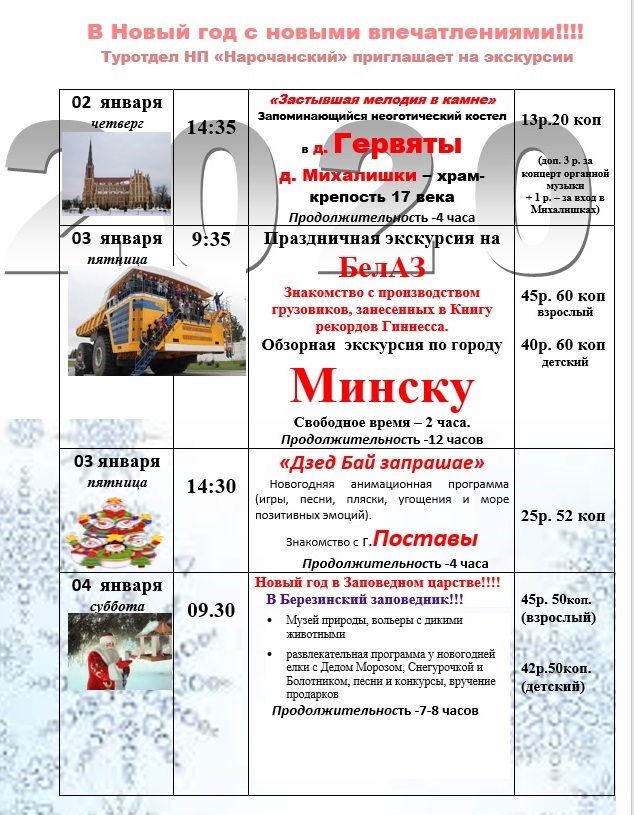 В Новый год с новыми впечатлениями!!!!
Туротдел НП «Нарочанский» приглашает на экскурсии
2020
02 января
четверг
14:35
«Застывшая мелодия в камне»
Запоминающийся неоготический костел
в д. Гервяты
д. Михалишки – храм-
крепость 17 века
Продолжительность -4 часа
13р.20 коп
(доп. 3 р. за
концерт органной
музыки
+ 1 р. – за вход в
Михалишках)
03 января
пятница
9:35
Праздничная экскурсия на
БелАЗ
Знакомство с производством
грузовиков, занесенных в Книгу
рекордов Гиннесса.
Обзорная экскурсия по городу
Минску
Свободное время – 2 часа.
Продолжительность -12 часов
45р. 60 коп
взрослый
40р. 60 коп
детский
03 января
пятница
14:30
«Дзед Бай запрашае»
Новогодняя анимационная программа
(игры, песни, пляски, угощения и море
позитивных эмоций).
Знакомство с г.Поставы
Продолжительность -4 часа
25р. 52 коп
04 января
суббота
09.30
Новый год в Заповедном царстве!!!!
В Березинский заповедник!!!
• Музей природы, вольеры с дикими
животными
• развлекательная программа у новогодней
елки с Дедом Морозом, Снегурочкой и
Болотником, песни и конкурсы, вручение
продарков
Продолжительность -7-8 часов
45р. 50коп.
(взрослый)
42р.50коп.
(детский)